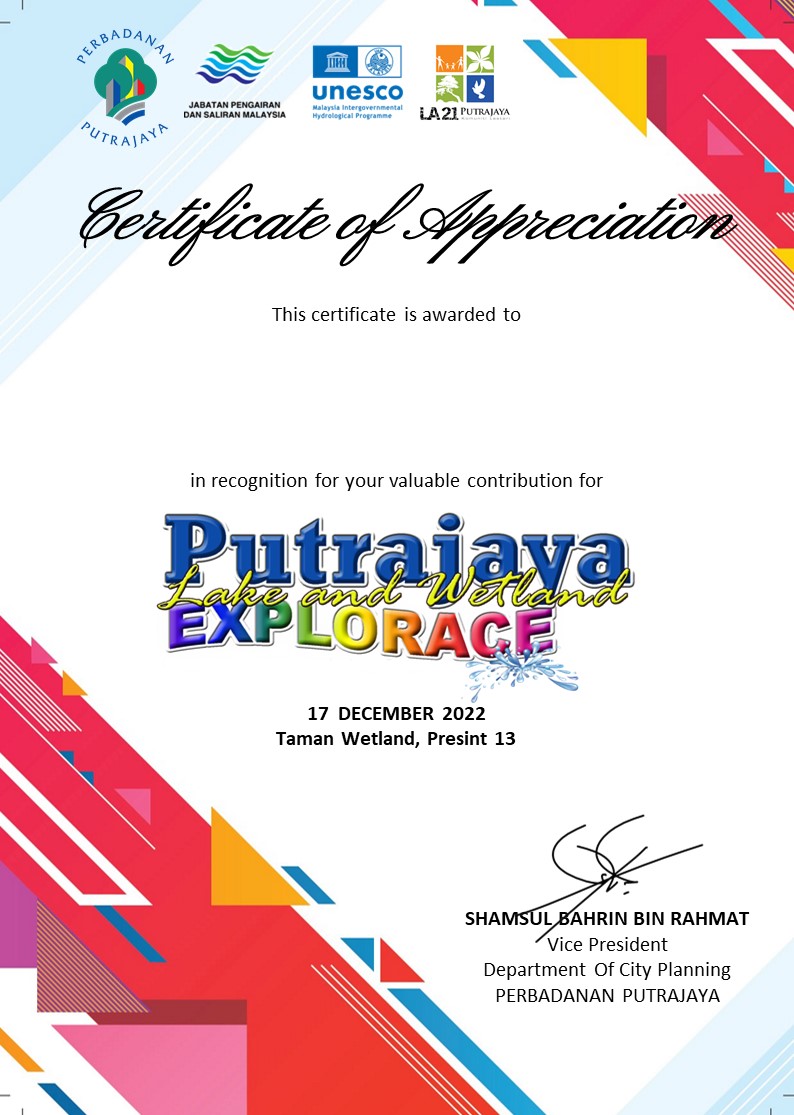 PERBADANAN
PUTRAJAYA
JABATAN PENGAIRAN
DAN SALIRAN MALAYSIA
unesco
Malaysia Intergovernmental
Hydrological Programme
LA21 PUTRAJAYA
Certificate of Appreciation
This certificate is awarded to
in recognition for your valuable contribution for
Putrajaya
Lake and Wetland
EXPLORACE
17 DECEMBER 2022
Taman Wetland, Presint 13
SHAMSUL BAHRIN BIN RAHMAT
Vice President
Department Of City Planning
PERBADANAN PUTRAJAYA